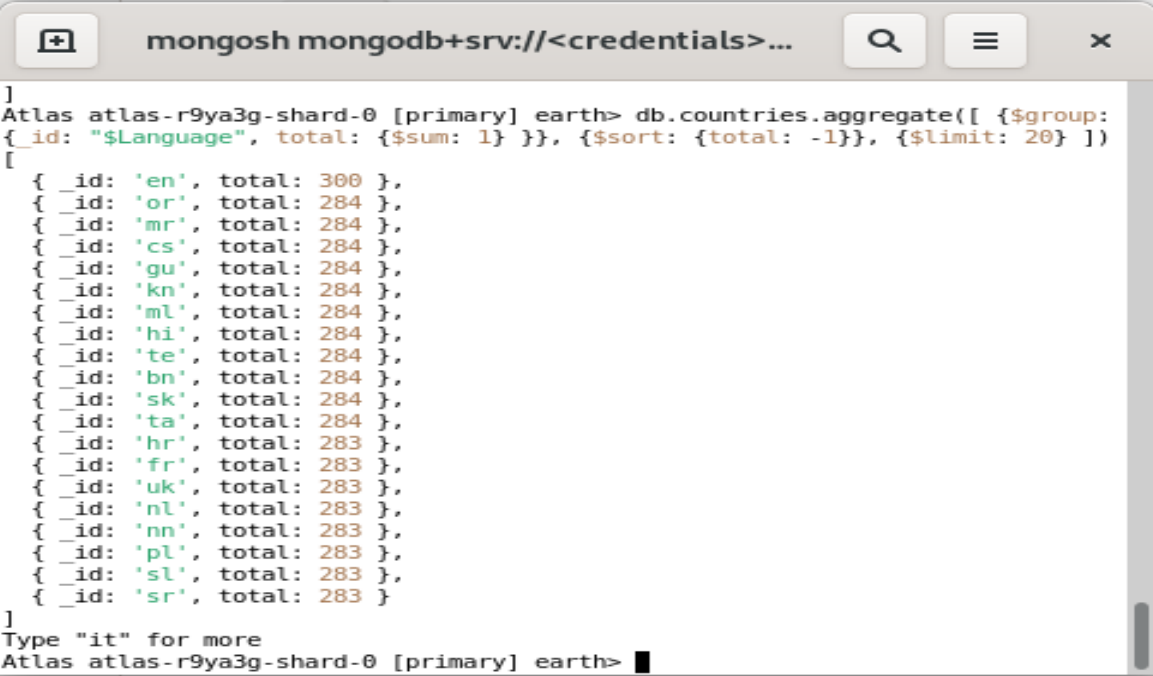 mongosh mongodb+srv://<credentials>...
]
Atlas atlas-r9ya3g-shard-0 [primary] earth> db.countries.aggregate([ {$group:
{_id: "$Language", total: {$sum: 1} }}, {$sort: {total: -1}}, {$limit: 20} ])
[
  { _id: 'en', total: 300 },
  { _id: 'or', total: 284 },
  { _id: 'mr', total: 284 },
  { _id: 'cs', total: 284 },
  { _id: 'gu', total: 284 },
  { _id: 'kn', total: 284 },
  { _id: 'ml', total: 284 },
  { _id: 'hi', total: 284 },
  { _id: 'te', total: 284 },
  { _id: 'bn', total: 284 },
  { _id: 'sk', total: 284 },
  { _id: 'ta', total: 284 },
  { _id: 'hr', total: 283 },
  { _id: 'fr', total: 283 },
  { _id: 'uk', total: 283 },
  { _id: 'nl', total: 283 },
  { _id: 'nn', total: 283 },
  { _id: 'pl', total: 283 },
  { _id: 'sl', total: 283 },
  { _id: 'sr', total: 283 }
]
Type "it" for more
Atlas atlas-r9ya3g-shard-0 [primary] earth>